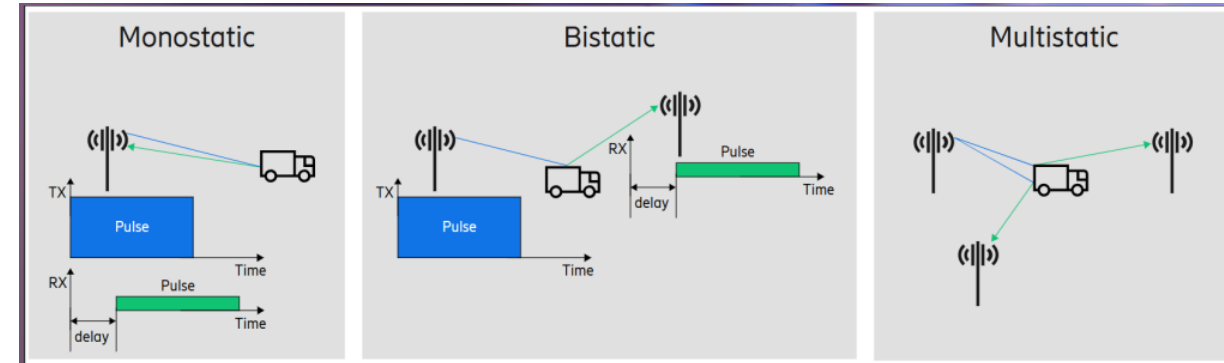 Monostatic
TX
Pulse
Time
RX
Pulse
Time
delay
Bistatic
TX
Pulse
Time
RX
Pulse
Time
delay
Multistatic